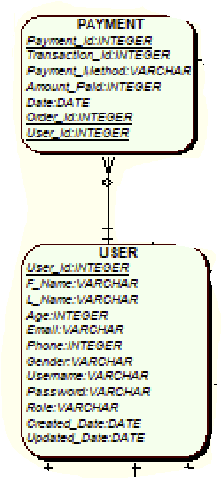 PAYMENT
Payment_Id:INTEGER
Transaction_Id:INTEGER
Payment_Method:VARCHAR
Amount_Paid:INTEGER
Date:DATE
Order_Id:INTEGER
User_Id:INTEGER
USER
User_Id:INTEGER
F_Name:VARCHAR
L_Name:VARCHAR
Age:INTEGER
Email:VARCHAR
Phone:INTEGER
Gender:VARCHAR
Username:VARCHAR
Password:VARCHAR
Role:VARCHAR
Created_Date:DATE
Updated_Date:DATE